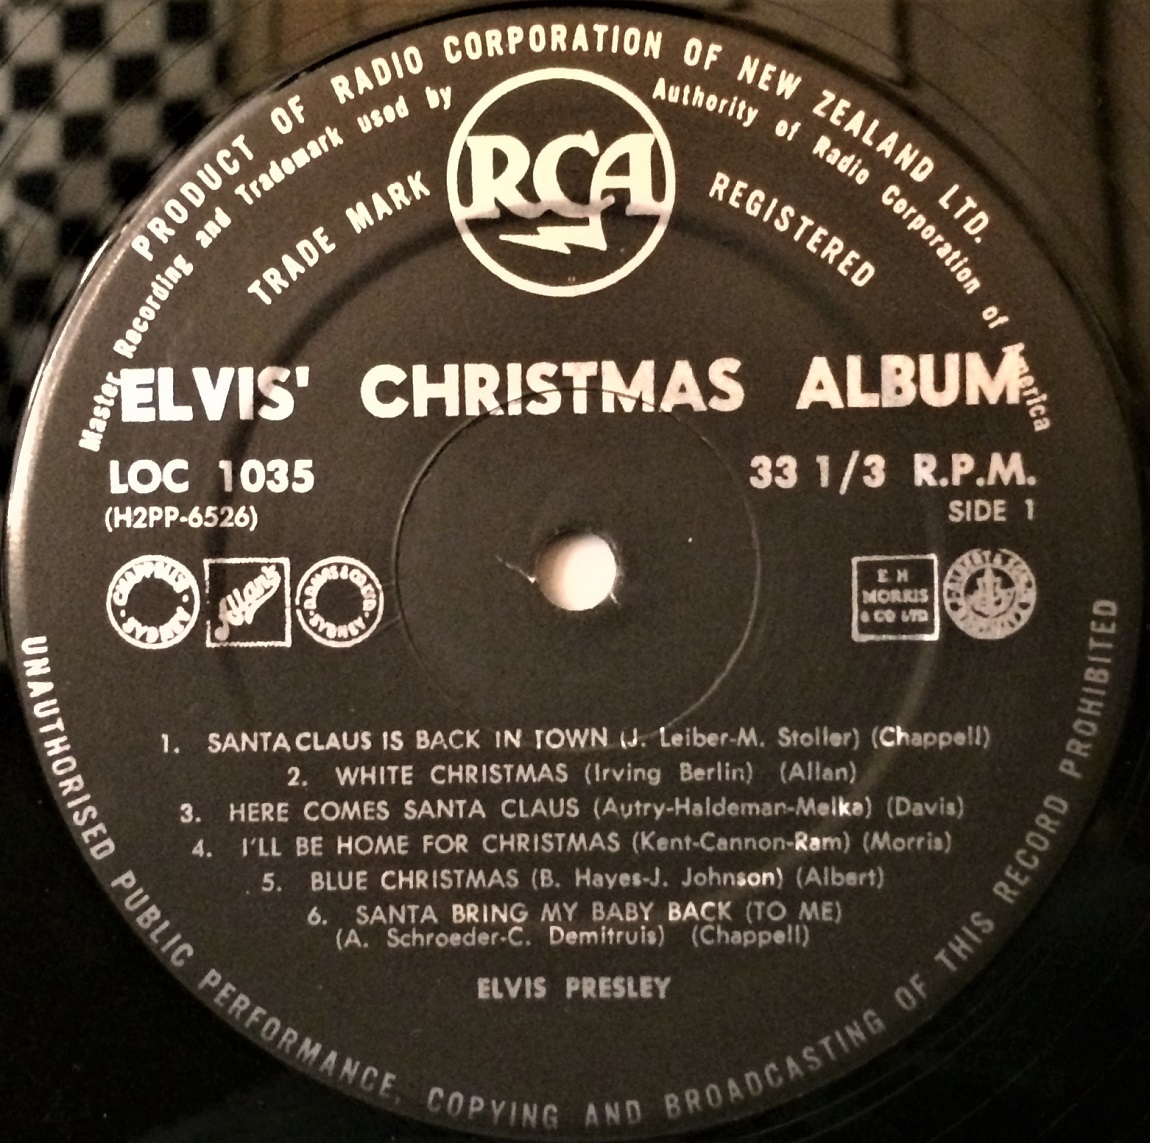 PRODUCT OF RADIO CORPORATION OF NEW ZEALAND LTD.
Master Recording and Trademark used by Authority of Radio Corporation of America
TRADE MARK REGISTERED
RCA
ELVIS' CHRISTMAS ALBUM
LOC 1035 33 1/3 R.P.M.
(H2PP-6526) SIDE 1
CHAPPELL'S SYDNEY
Allans
E H
MORRIS
& CO LTD
1. SANTA CLAUS IS BACK IN TOWN (J. Leiber-M. Stoller) (Chappell)
2. WHITE CHRISTMAS (Irving Berlin) (Allan)
3. HERE COMES SANTA CLAUS (Autry-Haldeman-Melka) (Davis)
4. I'LL BE HOME FOR CHRISTMAS (Kent-Cannon-Ram) (Morris)
5. BLUE CHRISTMAS (B. Hayes-J. Johnson) (Albert)
6. SANTA BRING MY BABY BACK (TO ME)
(A. Schroeder-C. Demitruis) (Chappell)
ELVIS PRESLEY
UNAUTHORISED PUBLIC PERFORMANCE, COPYING AND BROADCASTING OF THIS RECORD PROHIBITED